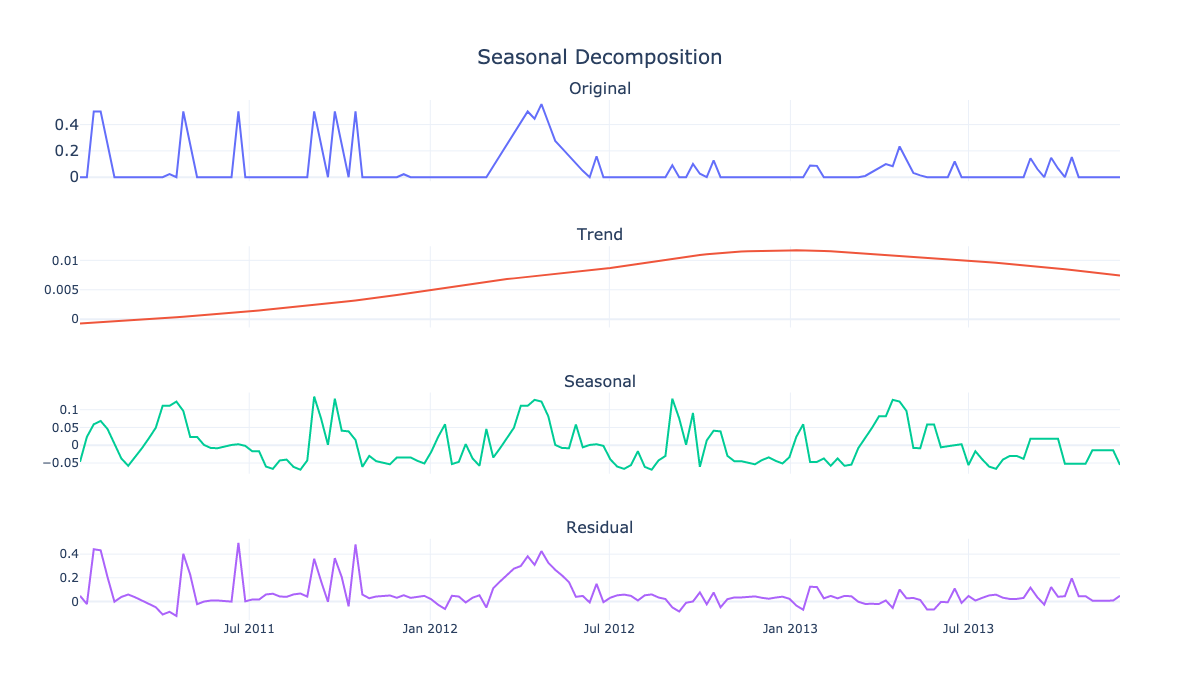 Seasonal Decomposition
Original
0.4
0.2
0
Trend
0.01
0.005
0
Seasonal
0.1
0.05
0
−0.05
Residual
0.4
0.2
0
Jul 2011 Jan 2012 Jul 2012 Jan 2013 Jul 2013